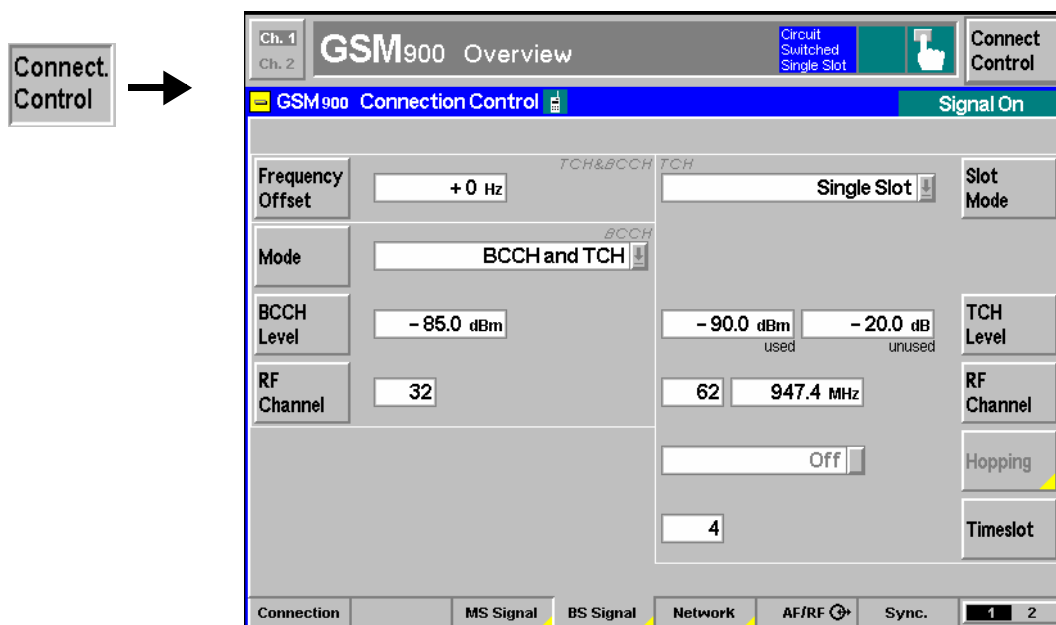 Connect.
Control
Ch. 1
Ch. 2
GSM900 Overview
Circuit
Switched
Single Slot
Connect
Control
GSM900 Connection Control
Signal On
TCH&BCCH
TCH
Frequency
Offset
+0 Hz
Single Slot
Slot
Mode
BCCH
Mode
BCCH and TCH
BCCH
Level
-85.0 dBm
-90.0 dBm
used
-20.0 dB
unused
TCH
Level
RF
Channel
32
62
947.4 MHz
RF
Channel
Off
Hopping
4
Timeslot
Connection
MS Signal
BS Signal
Network
AF/RF
Sync.
1 2